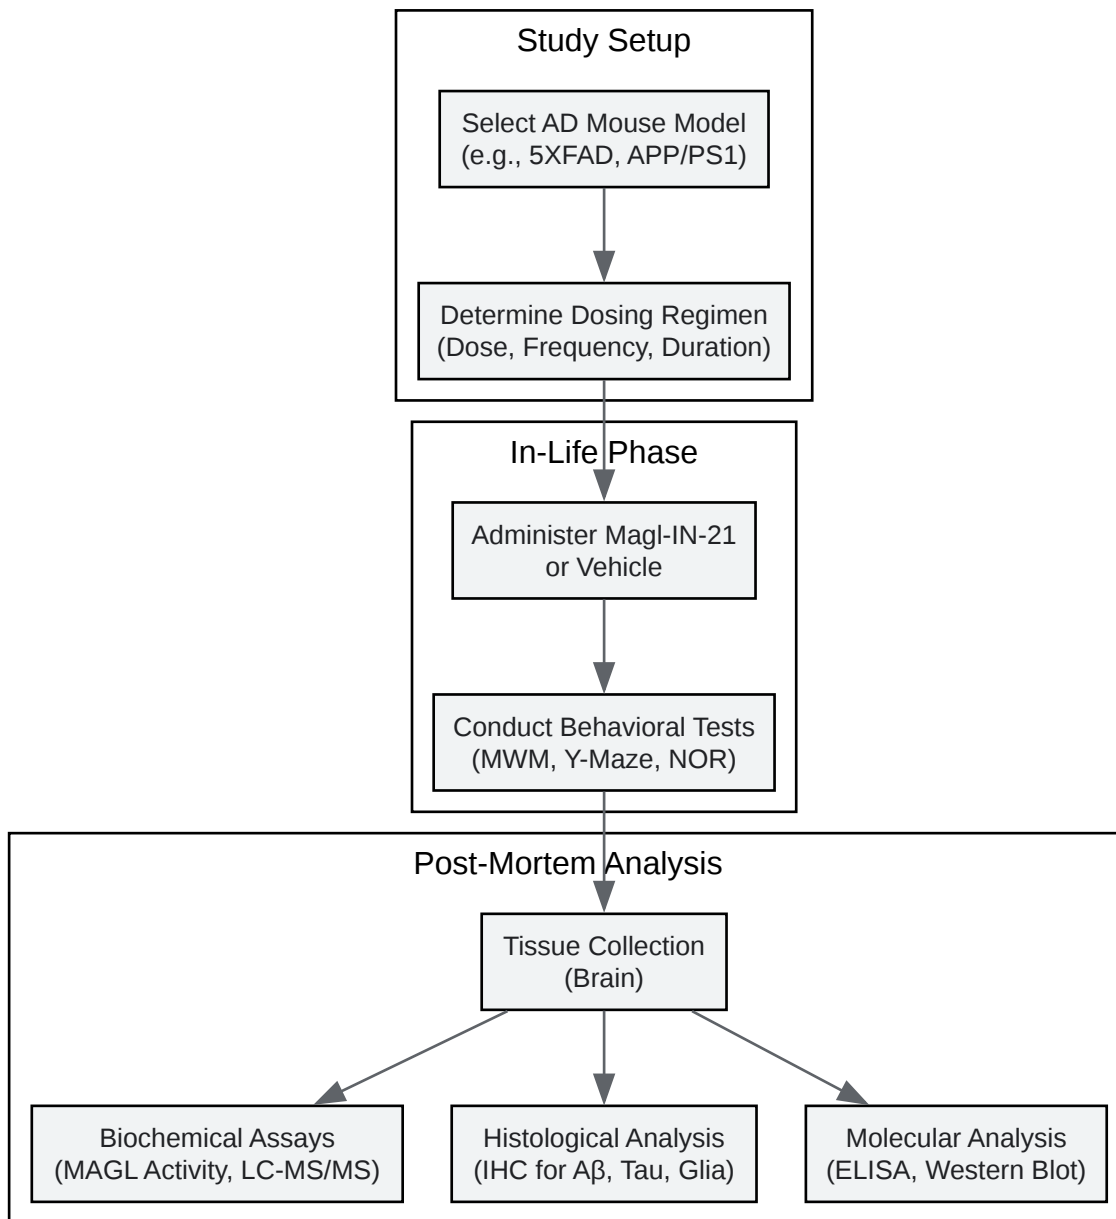 Study Setup
Select AD Mouse Model
(e.g., 5XFAD, APP/PS1)
Determine Dosing Regimen
(Dose, Frequency, Duration)
In-Life Phase
Administer Magl-IN-21
or Vehicle
Conduct Behavioral Tests
(MWM, Y-Maze, NOR)
Post-Mortem Analysis
Tissue Collection
(Brain)
Biochemical Assays
(MAGL Activity, LC-MS/MS)
Histological Analysis
(IHC for Aβ, Tau, Glia)
Molecular Analysis
(ELISA, Western Blot)